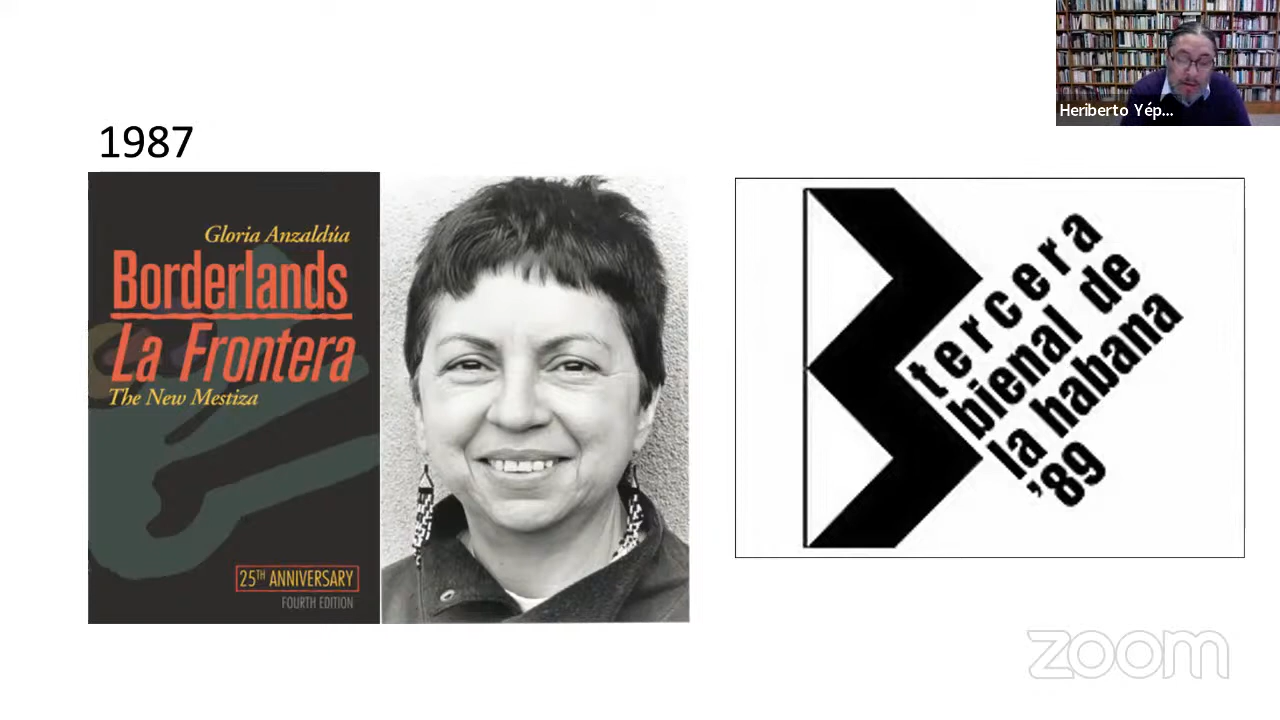 Heriberto Yép...
1987
Gloria Anzaldúa
Borderlands
La Frontera
The New Mestiza
25TH ANNIVERSARY
FOURTH EDITION
tercera
bienal de
la habana
'89
zoom